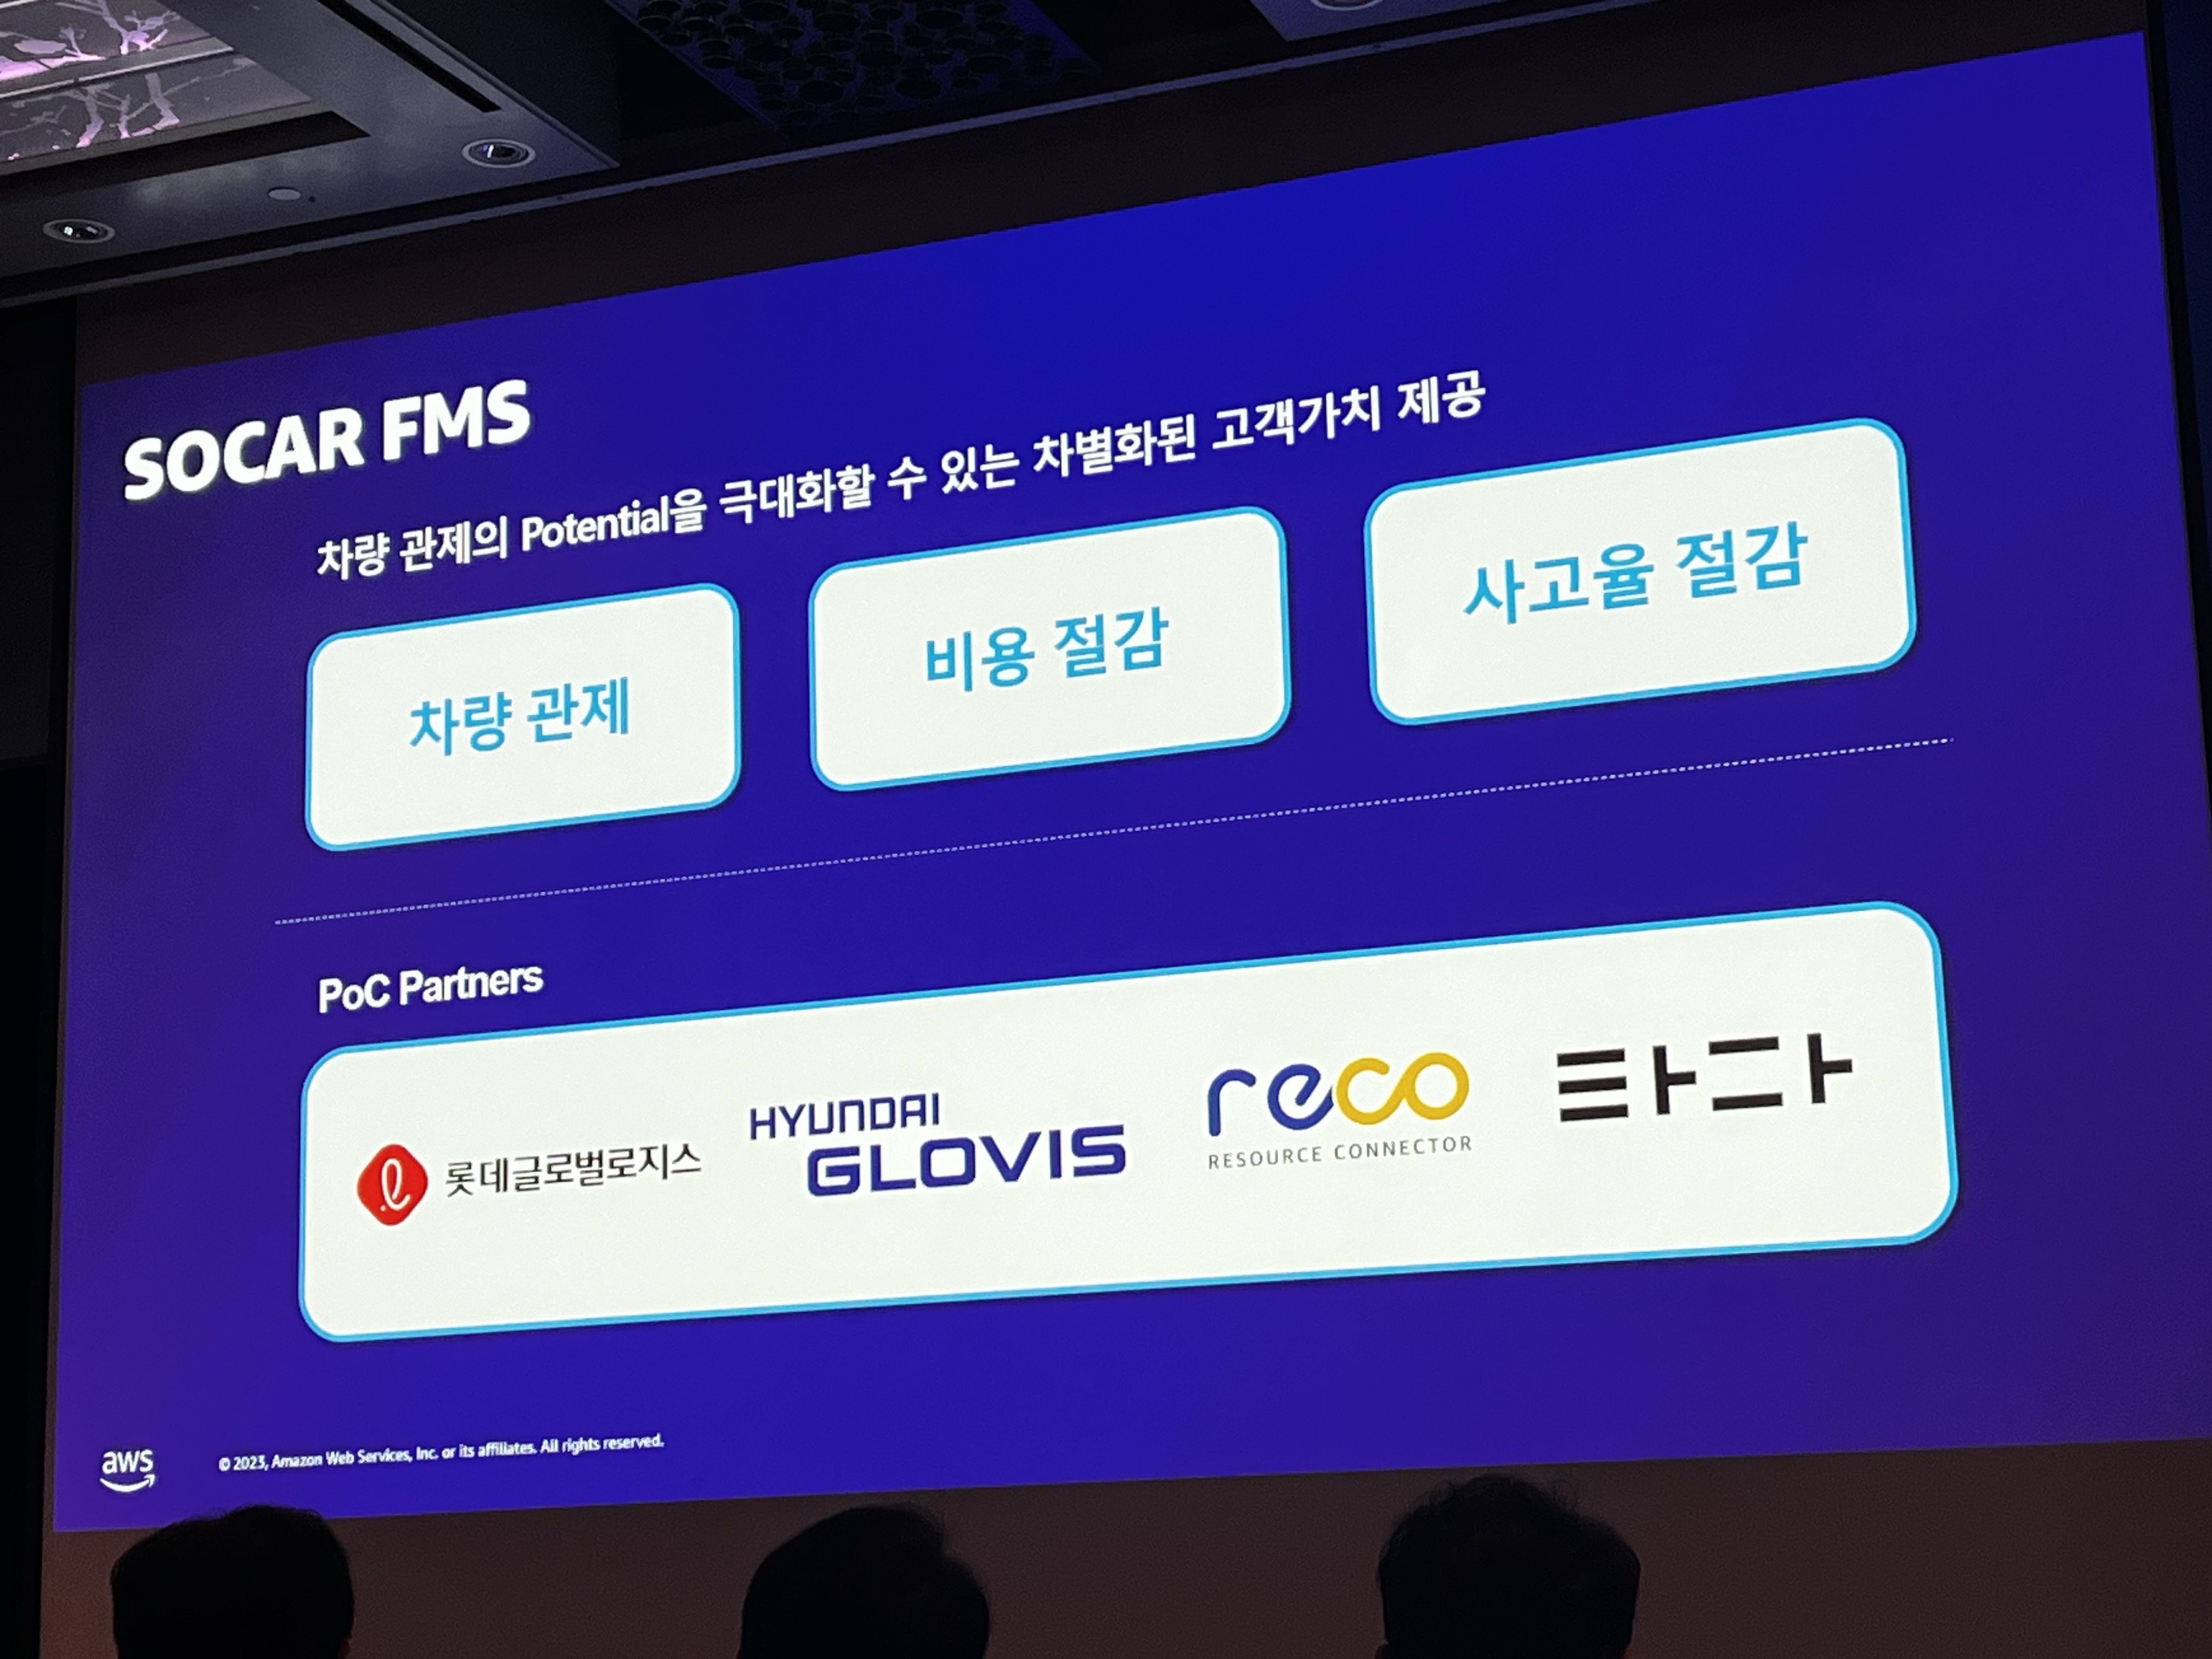 SOCAR FMS
차량 관제의 Potential을 극대화할 수 있는 차별화된 고객가치 제공
차량 관제
비용 절감
사고율 절감
PoC Partners
롯데글로벌로지스
HYUNDAI
GLOVIS
reco
RESOURCE CONNECTOR
타다
aws
© 2023, Amazon Web Services, Inc. or its affiliates. All rights reserved.